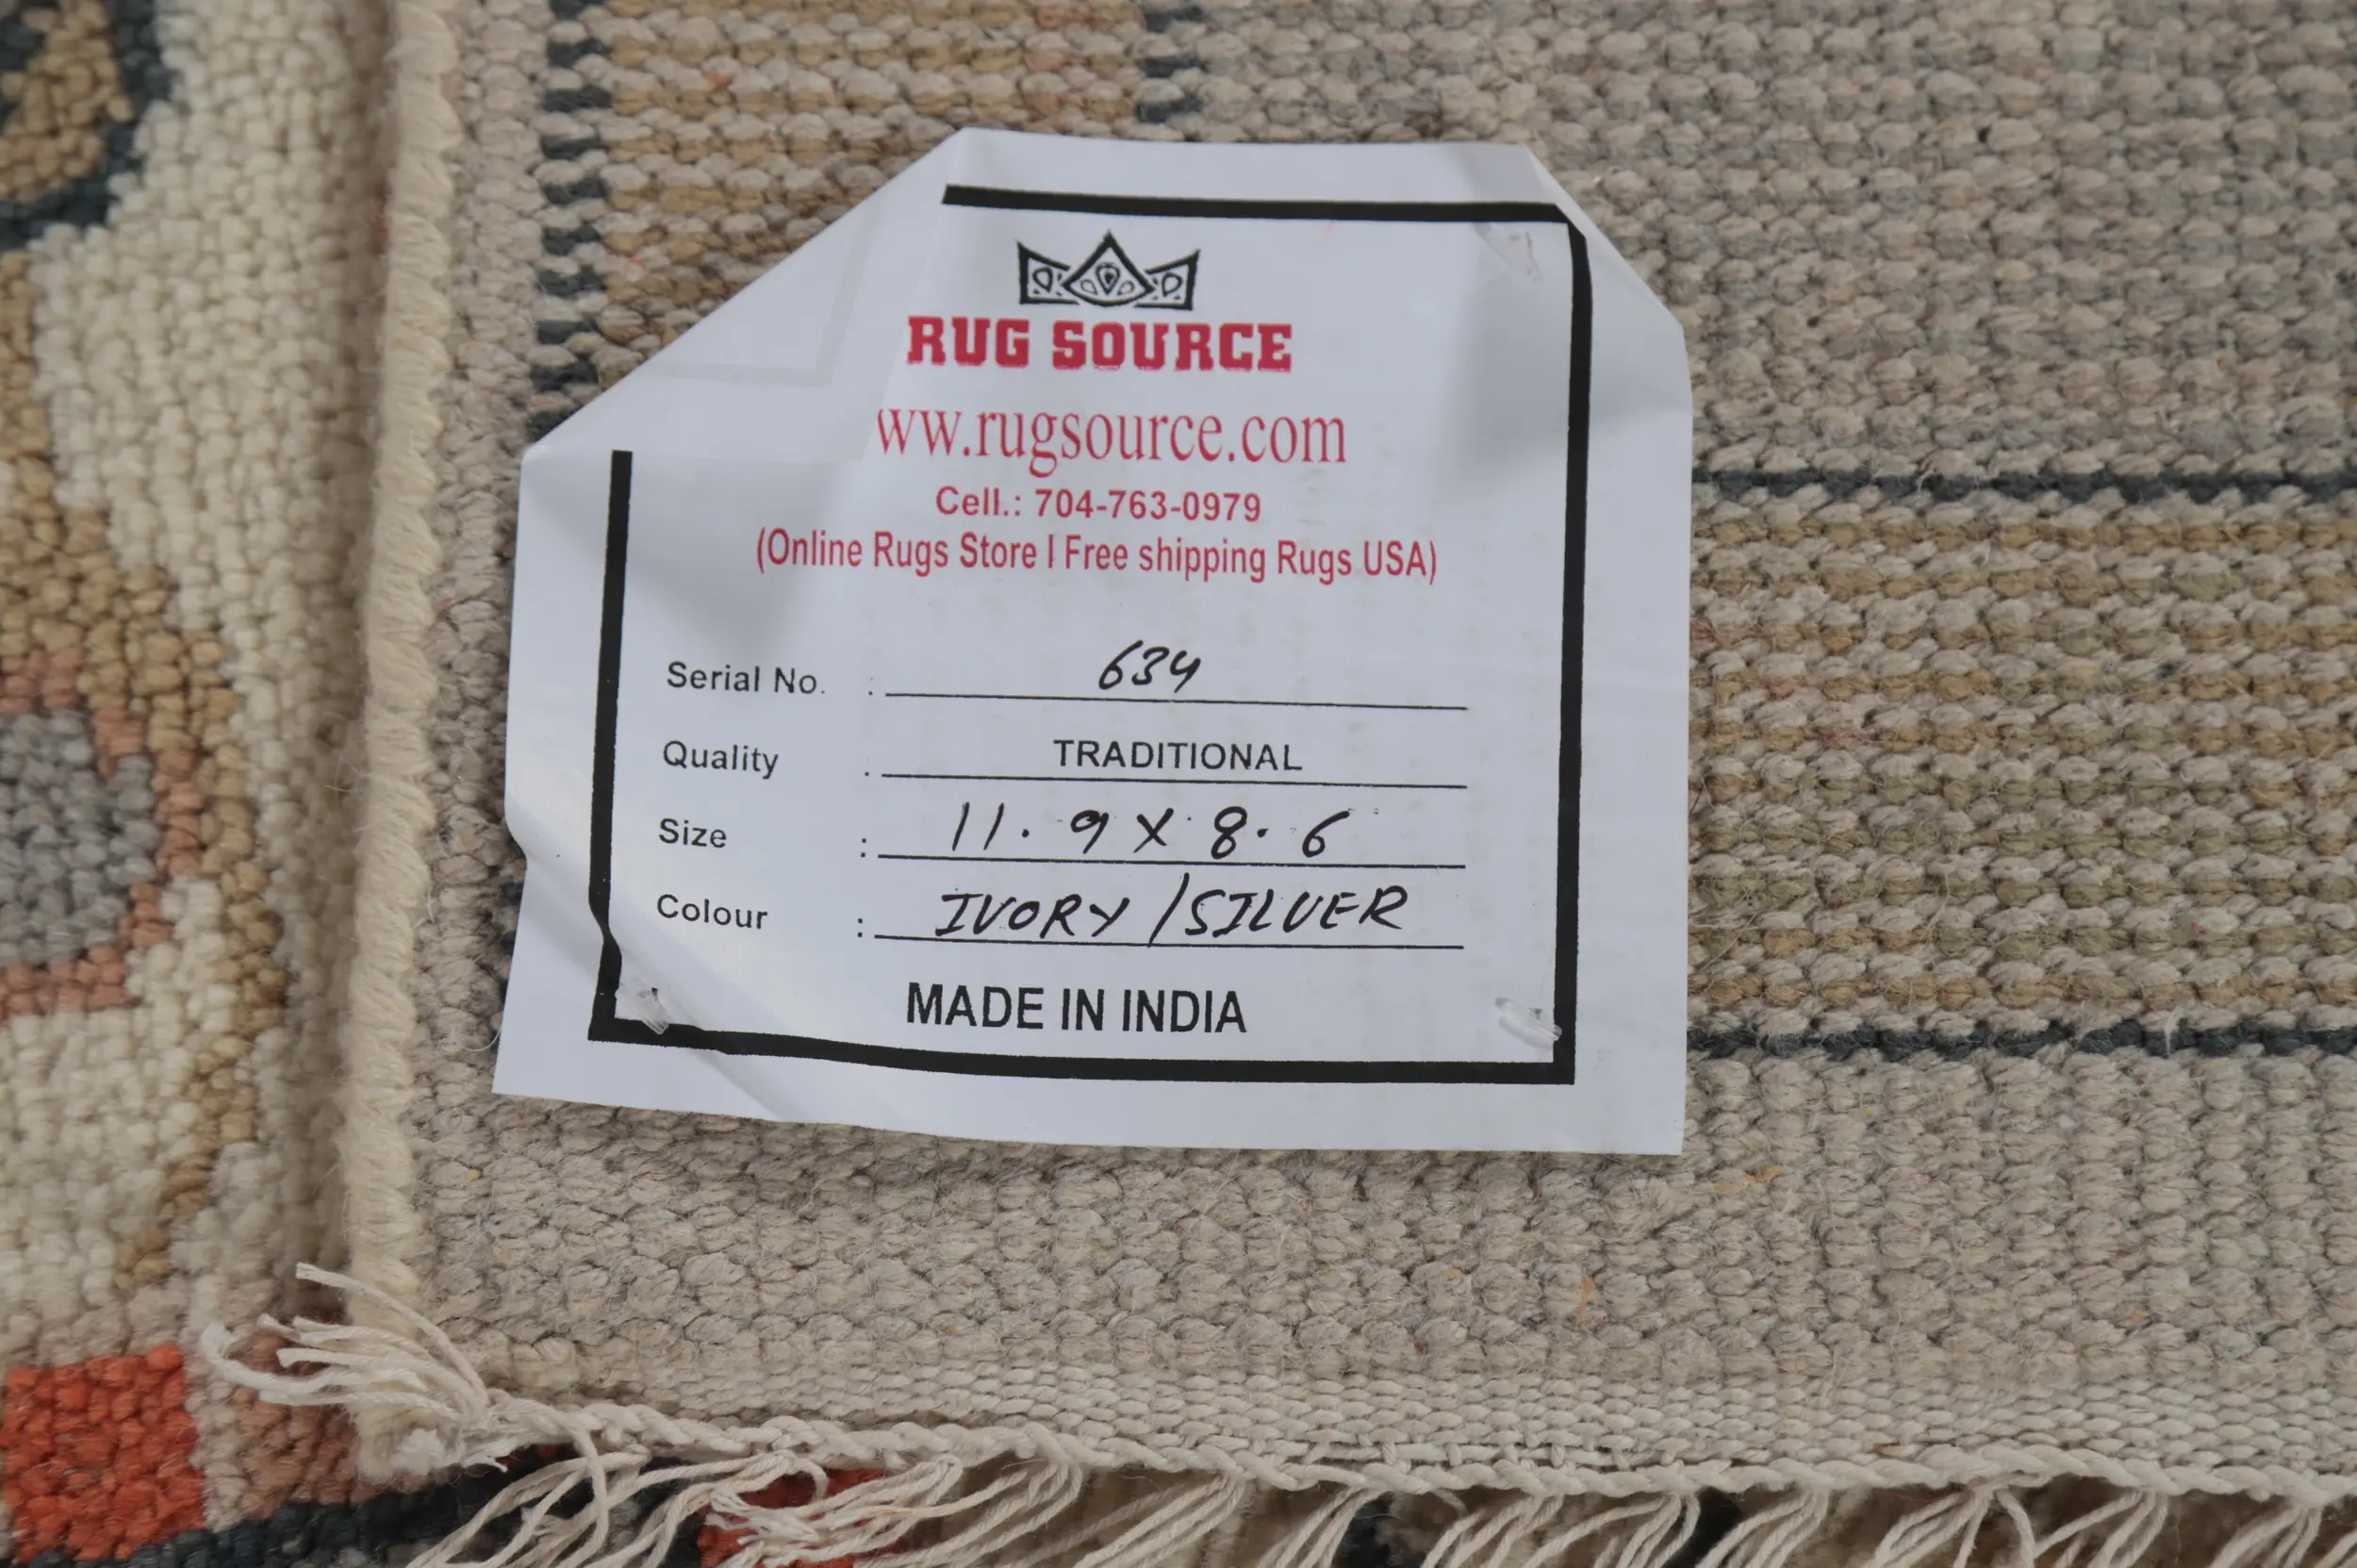 RUG SOURCE
ww.rugsource.com
Cell.: 704-763-0979
(Online Rugs Store I Free shipping Rugs USA)
Serial No. : 634
Quality : TRADITIONAL
Size : 11.9 X 8.6
Colour : IVORY / SILVER
MADE IN INDIA